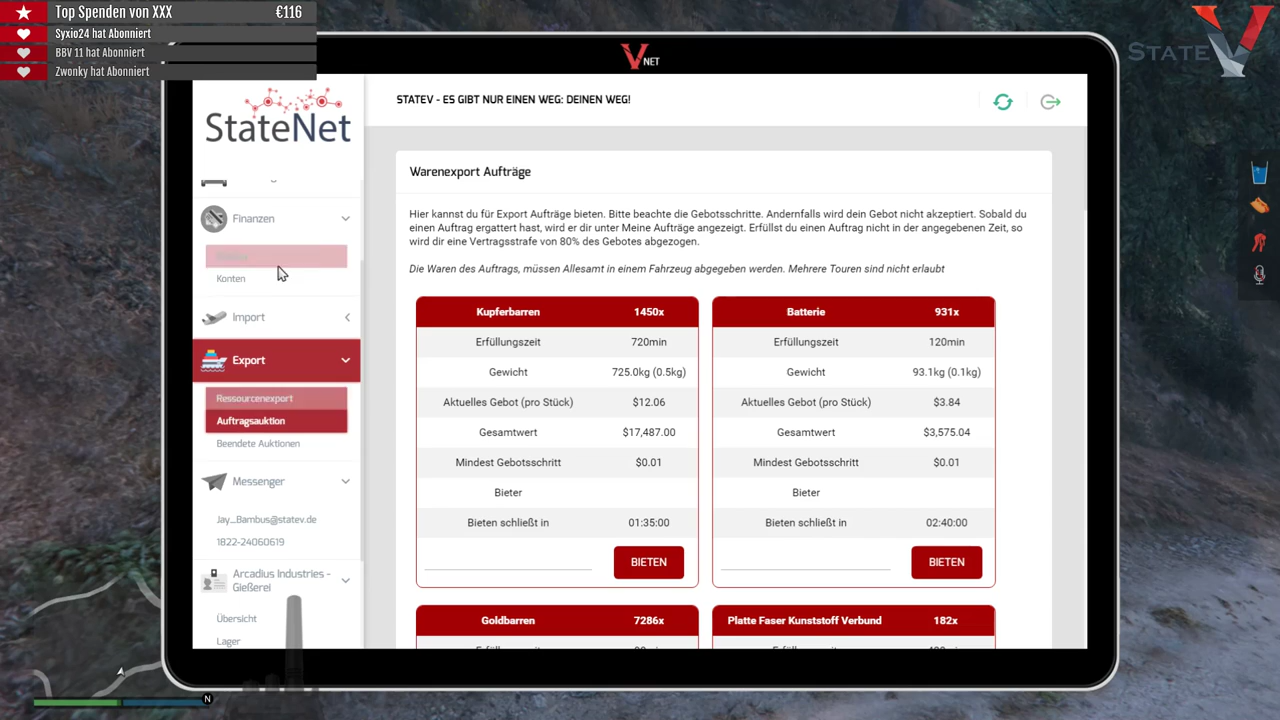 Top Spenden von XXX €116
Syxio24 hat Abonniert
BBV 11 hat Abonniert
Zwonky hat Abonniert
V NET
STATEV
StateNet
STATEV - ES GIBT NUR EINEN WEG: DEINEN WEG!
Finanzen
Konten
Import
Export
Ressourcenexport
Auftragsauktion
Beendete Auktionen
Messenger
Jay_Bambus@statev.de
1822-24060619
Arcadius Industries -
Gießerei
Übersicht
Lager
Warenexport Aufträge
Hier kannst du für Export Aufträge bieten. Bitte beachte die Gebotsschritte. Andernfalls wird dein Gebot nicht akzeptiert. Sobald du
einen Auftrag ergattert hast, wird er dir unter Meine Aufträge angezeigt. Erfüllst du einen Auftrag nicht in der angegebenen Zeit, so
wird dir eine Vertragsstrafe von 80% des Gebotes abgezogen.
Die Waren des Auftrags, müssen Allesamt in einem Fahrzeug abgegeben werden. Mehrere Touren sind nicht erlaubt
Kupferbarren 1450x
Erfüllungszeit 720min
Gewicht 725.0kg (0.5kg)
Aktuelles Gebot (pro Stück) $12.06
Gesamtwert $17,487.00
Mindest Gebotsschritt $0.01
Bieter
Bieten schließt in 01:35:00
BIETEN
Batterie 931x
Erfüllungszeit 120min
Gewicht 93.1kg (0.1kg)
Aktuelles Gebot (pro Stück) $3.84
Gesamtwert $3,575.04
Mindest Gebotsschritt $0.01
Bieter
Bieten schließt in 02:40:00
BIETEN
Goldbarren 7286x
Platte Faser Kunststoff Verbund 182x
N